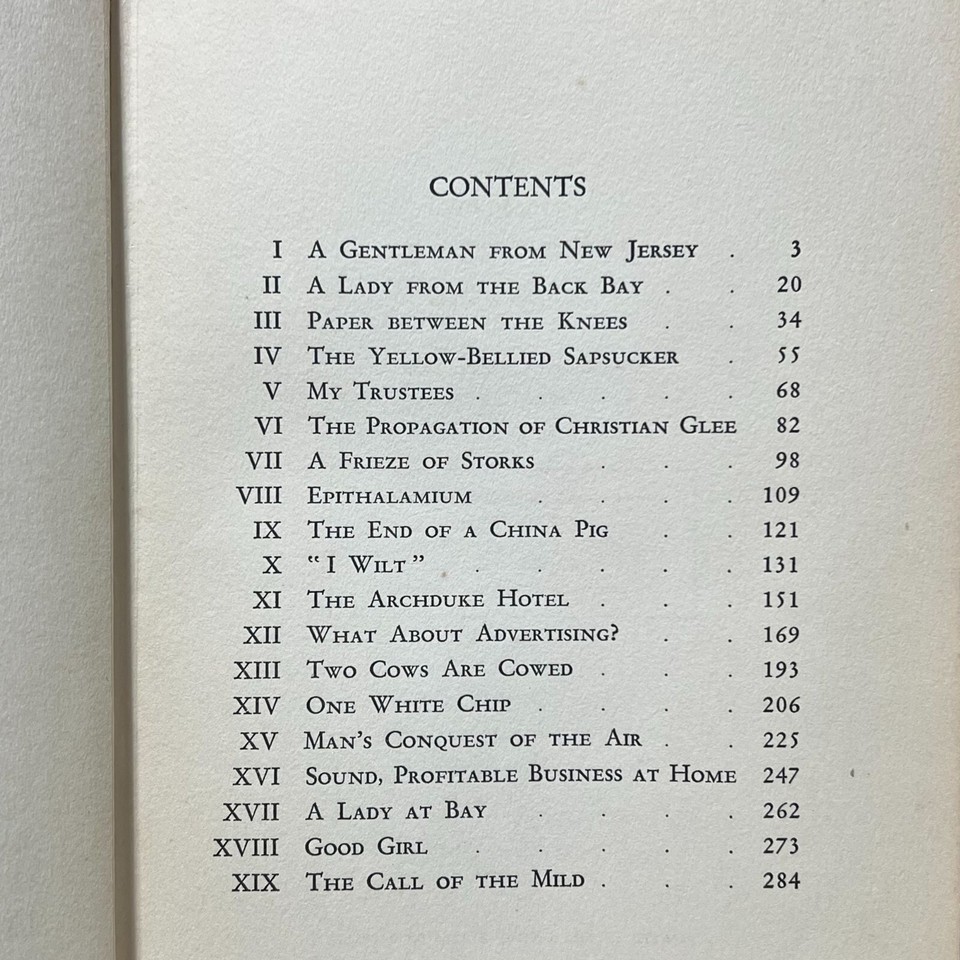 CONTENTS
I A Gentleman from New Jersey . 3
II A Lady from the Back Bay . . 20
III Paper between the Knees . . 34
IV The Yellow-Bellied Sapsucker . 55
V My Trustees . . . . . 68
VI The Propagation of Christian Glee 82
VII A Frieze of Storks . . . 98
VIII Epithalamium . . . . 109
IX The End of a China Pig . . 121
X “I Wilt” . . . . . 131
XI The Archduke Hotel . . . 151
XII What About Advertising? . . 169
XIII Two Cows Are Cowed . . . 193
XIV One White Chip . . . . 206
XV Man's Conquest of the Air . . 225
XVI Sound, Profitable Business at Home 247
XVII A Lady at Bay . . . . 262
XVIII Good Girl . . . . . 273
XIX The Call of the Mild . . . 284